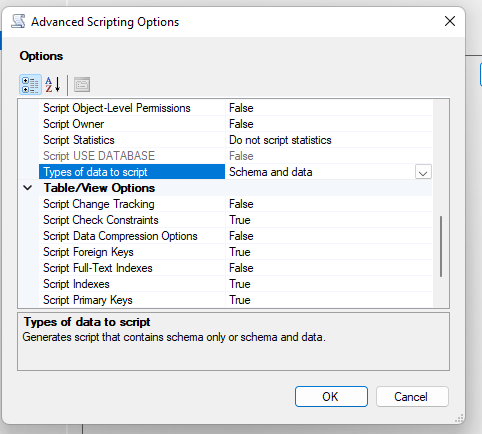 Advanced Scripting Options
Options
Script Object-Level Permissions False
Script Owner False
Script Statistics Do not script statistics
Script USE DATABASE False
Types of data to script Schema and data
Table/View Options
Script Change Tracking False
Script Check Constraints True
Script Data Compression Options False
Script Foreign Keys True
Script Full-Text Indexes False
Script Indexes True
Script Primary Keys True
Types of data to script
Generates script that contains schema only or schema and data.
OK Cancel